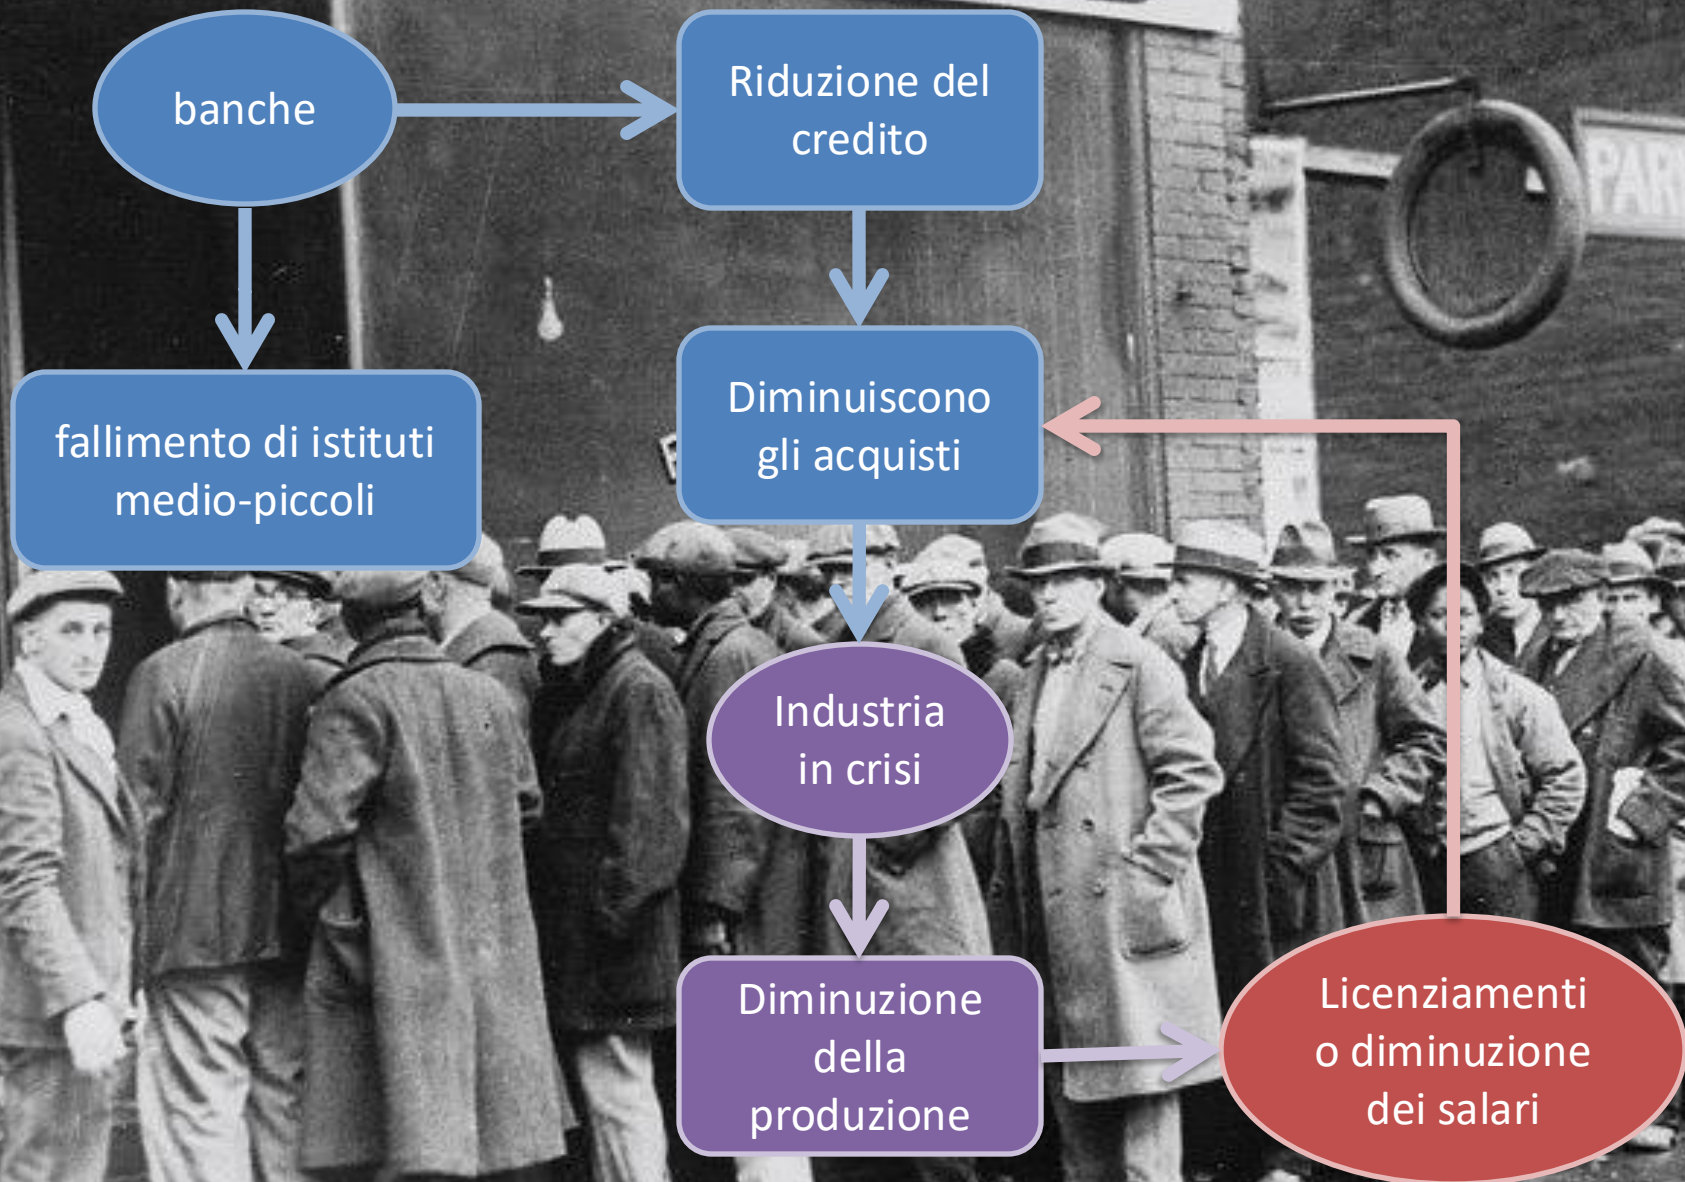 banche
Riduzione del
credito
fallimento di istituti
medio-piccoli
Diminuiscono
gli acquisti
Industria
in crisi
Diminuzione
della
produzione
Licenziamenti
o diminuzione
dei salari